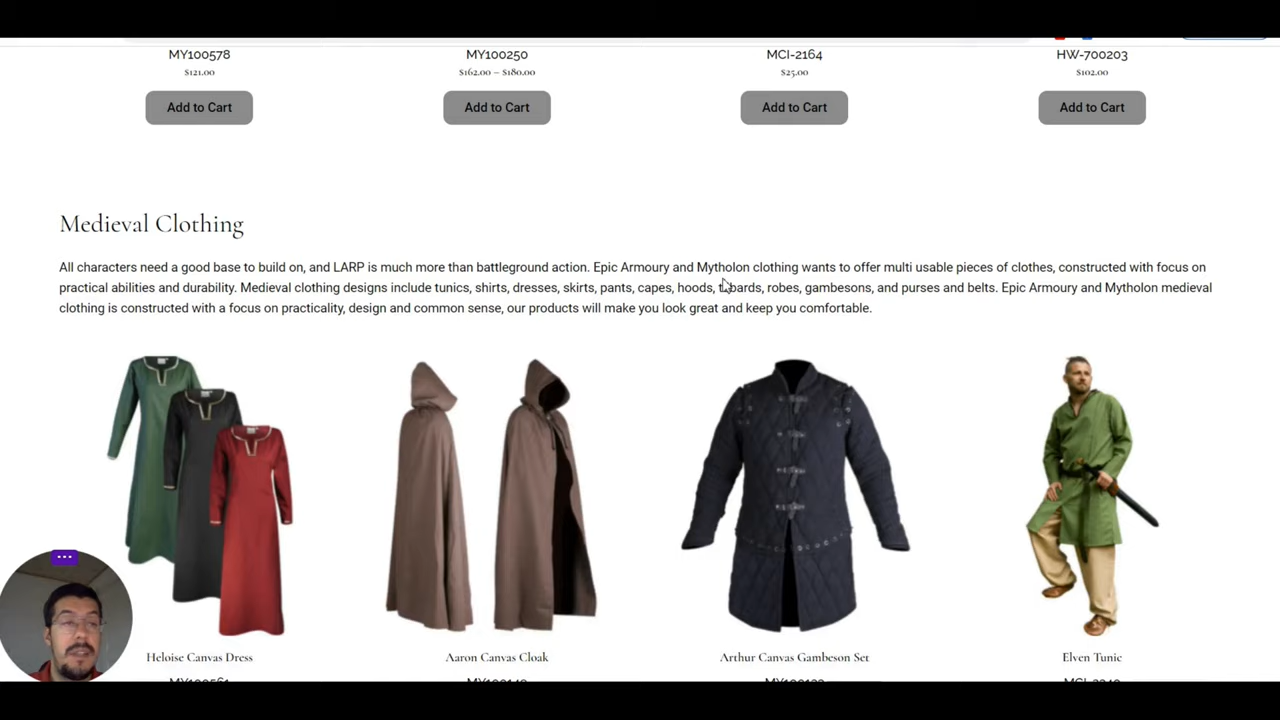 MY100578
MY100250
MCI-2164
HW-700203
$121.00
$162.00 – $180.00
$25.00
$102.00
Add to Cart
Add to Cart
Add to Cart
Add to Cart
Medieval Clothing
All characters need a good base to build on, and LARP is much more than battleground action. Epic Armoury and Mytholon clothing wants to offer multi usable pieces of clothes, constructed with focus on
practical abilities and durability. Medieval clothing designs include tunics, shirts, dresses, skirts, pants, capes, hoods, tabards, robes, gambesons, and purses and belts. Epic Armoury and Mytholon medieval
clothing is constructed with a focus on practicality, design and common sense, our products will make you look great and keep you comfortable.
Heloise Canvas Dress
Aaron Canvas Cloak
Arthur Canvas Gambeson Set
Elven Tunic